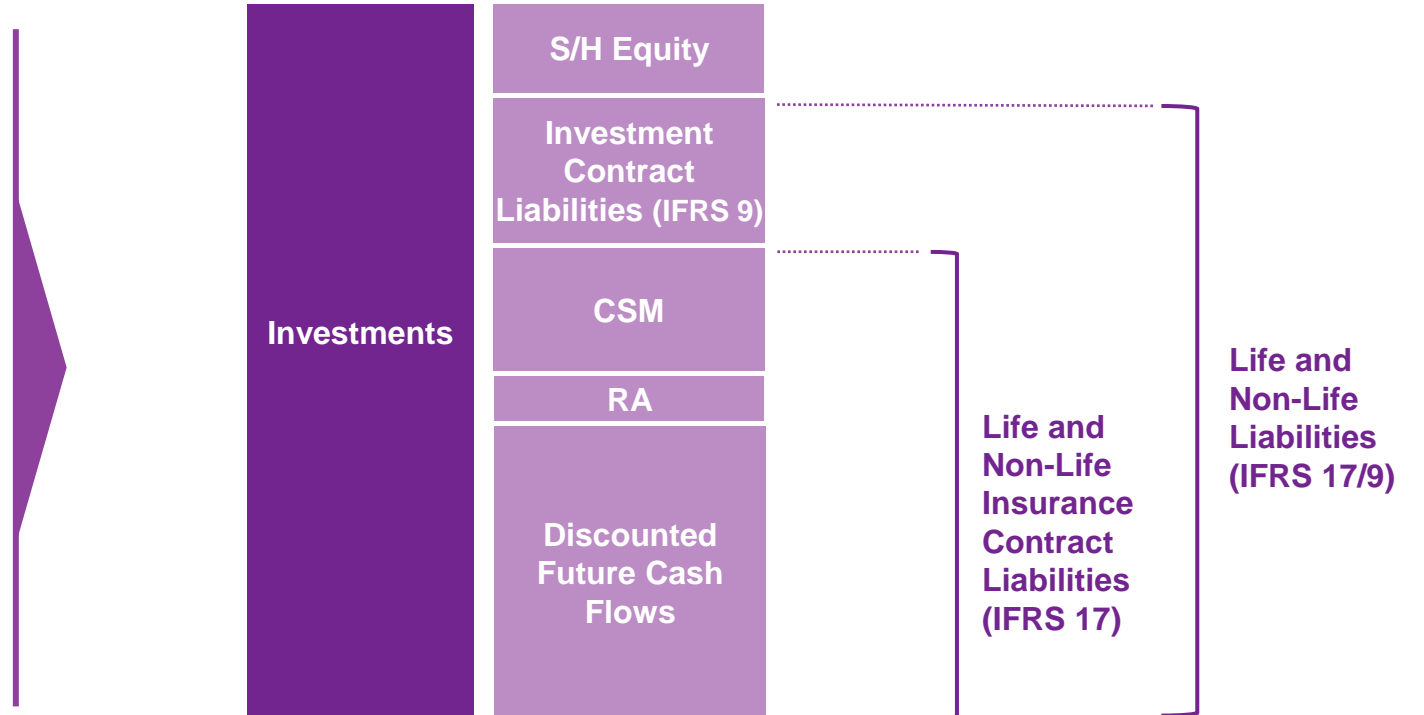 Investments
S/H Equity
Investment
Contract
Liabilities (IFRS 9)
CSM
RA
Discounted
Future Cash
Flows
Life and
Non-Life
Insurance
Contract
Liabilities
(IFRS 17)
Life and
Non-Life
Liabilities
(IFRS 17/9)